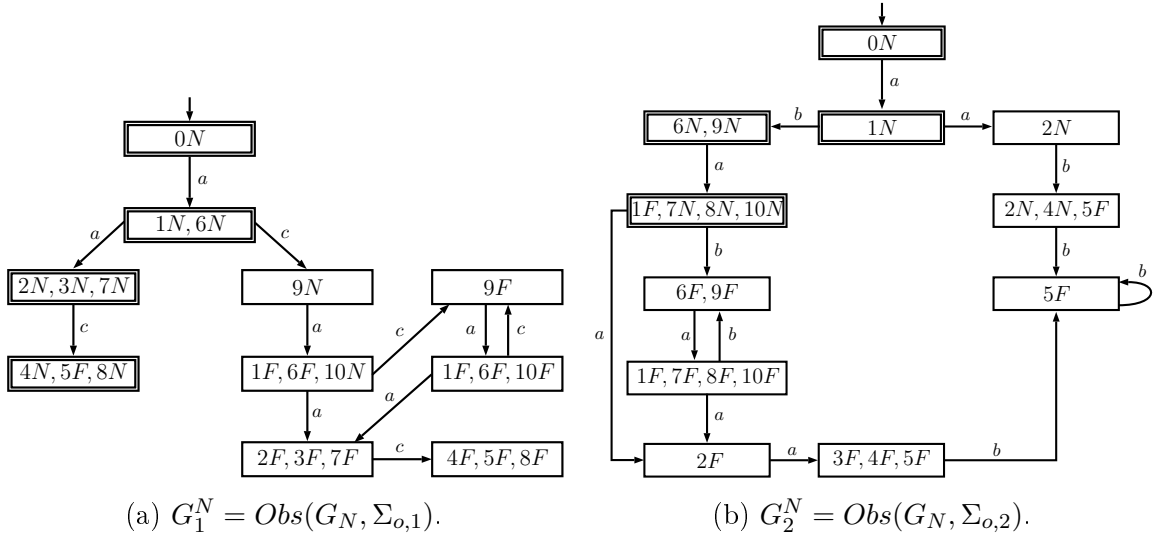 0N
a
1N, 6N
a
c
2N, 3N, 7N
9N
9F
c
a
c
a
c
4N, 5F, 8N
1F, 6F, 10N
1F, 6F, 10F
a
a
2F, 3F, 7F
c
4F, 5F, 8F
(a) G_1^N = Obs(G_N, Σ_{o,1}).
0N
a
6N, 9N
b
1N
a
2N
a
b
1F, 7N, 8N, 10N
2N, 4N, 5F
b
b
6F, 9F
5F
b
a
a
b
1F, 7F, 8F, 10F
a
2F
a
3F, 4F, 5F
b
(b) G_2^N = Obs(G_N, Σ_{o,2}).